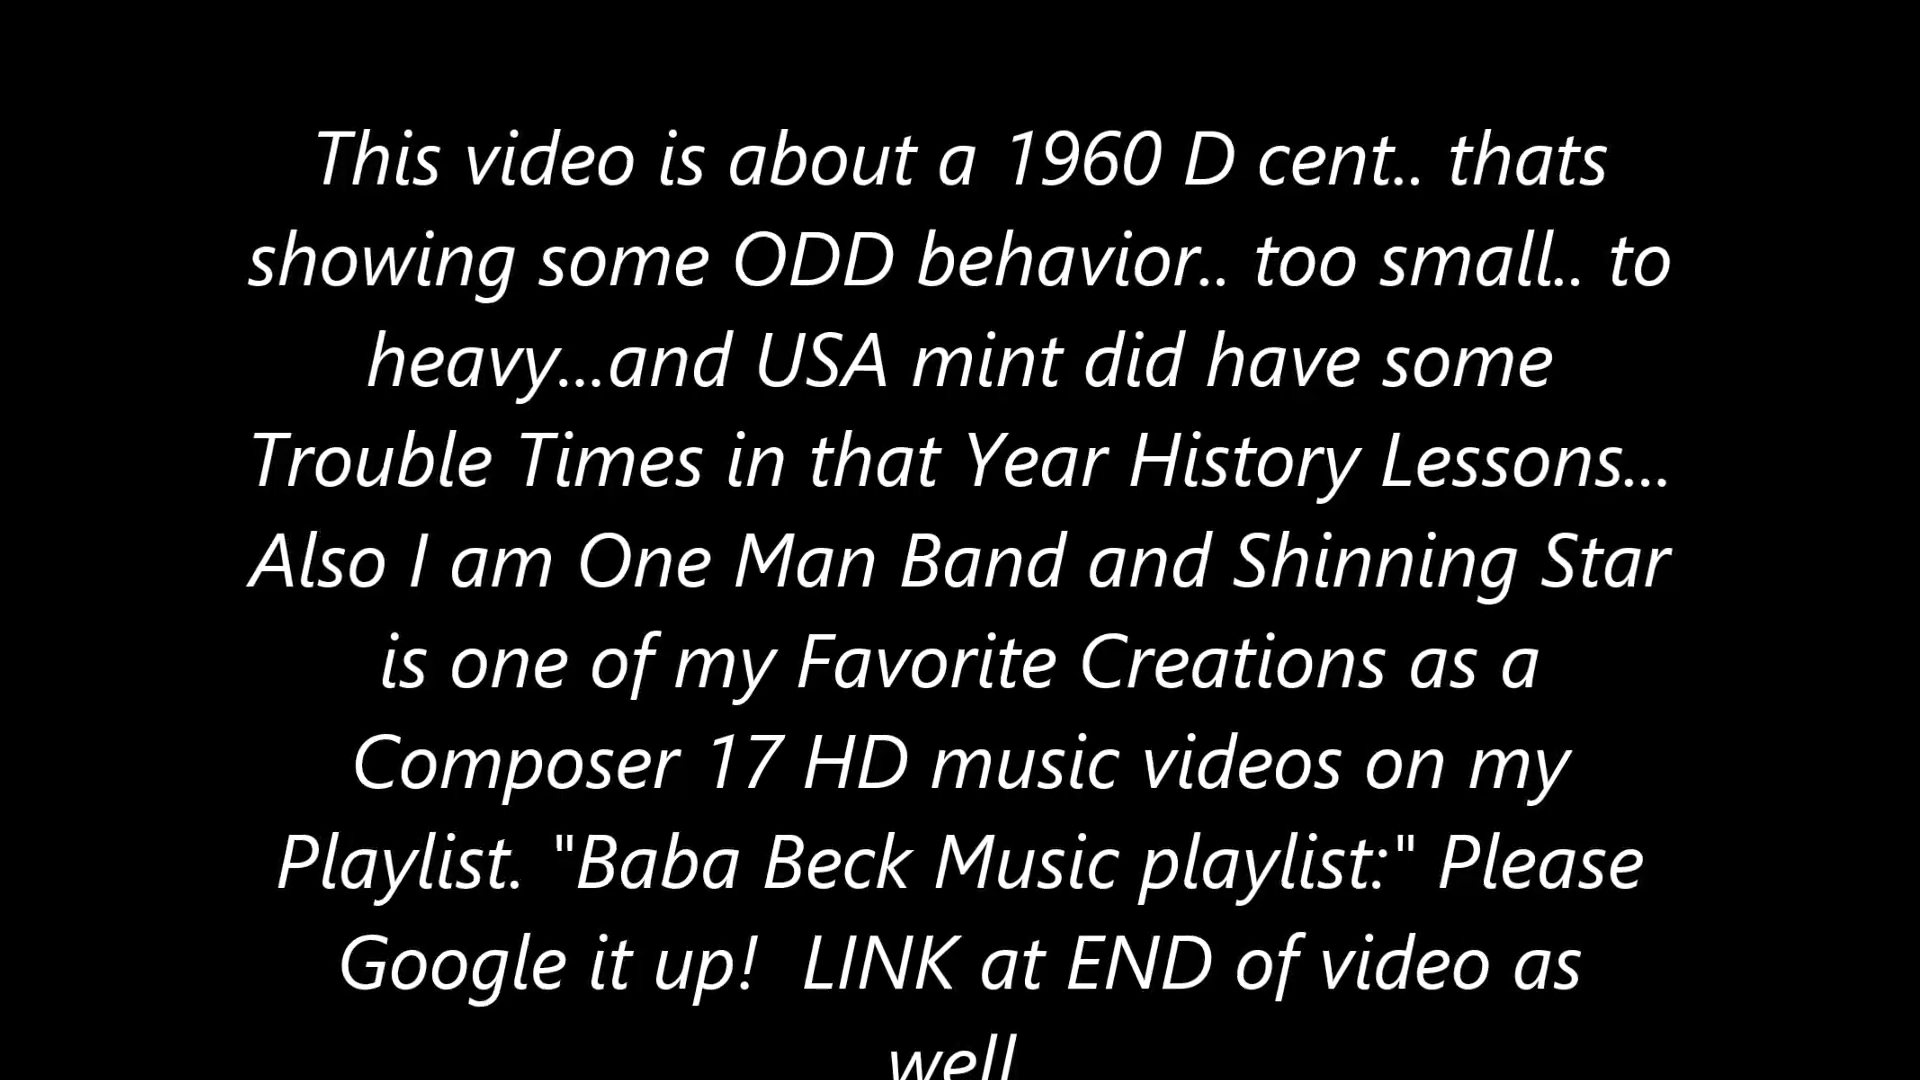 This video is about a 1960 D cent.. thats
showing some ODD behavior.. too small.. to
heavy...and USA mint did have some
Trouble Times in that Year History Lessons...
Also I am One Man Band and Shinning Star
is one of my Favorite Creations as a
Composer 17 HD music videos on my
Playlist. "Baba Beck Music playlist:" Please
Google it up!  LINK at END of video as
well